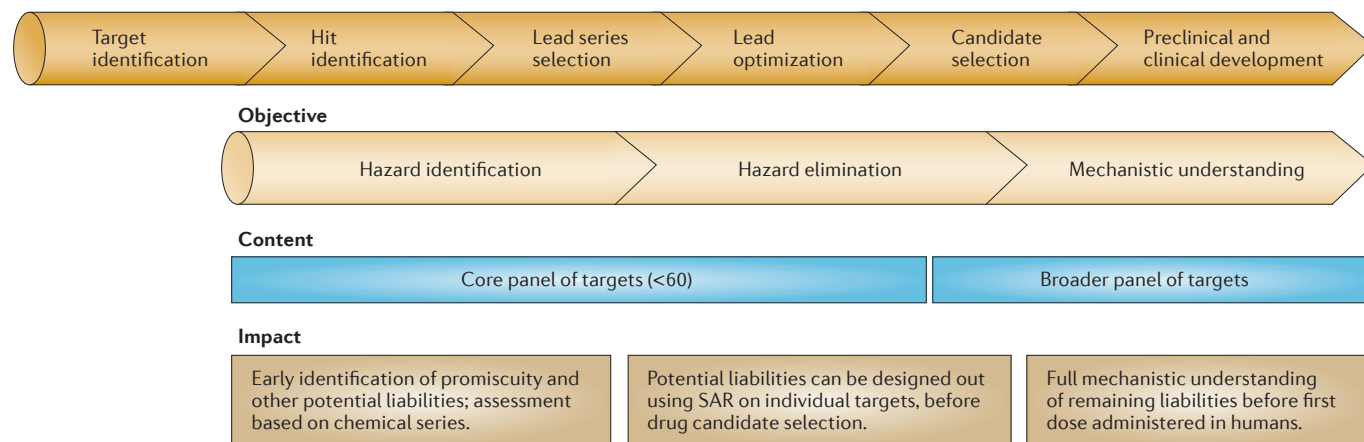 Target
identification
Hit
identification
Lead series
selection
Lead
optimization
Candidate
selection
Preclinical and
clinical development
Objective
Hazard identification
Hazard elimination
Mechanistic understanding
Content
Core panel of targets (<60)
Broader panel of targets
Impact
Early identification of promiscuity and
other potential liabilities; assessment
based on chemical series.
Potential liabilities can be designed out
using SAR on individual targets, before
drug candidate selection.
Full mechanistic understanding
of remaining liabilities before first
dose administered in humans.